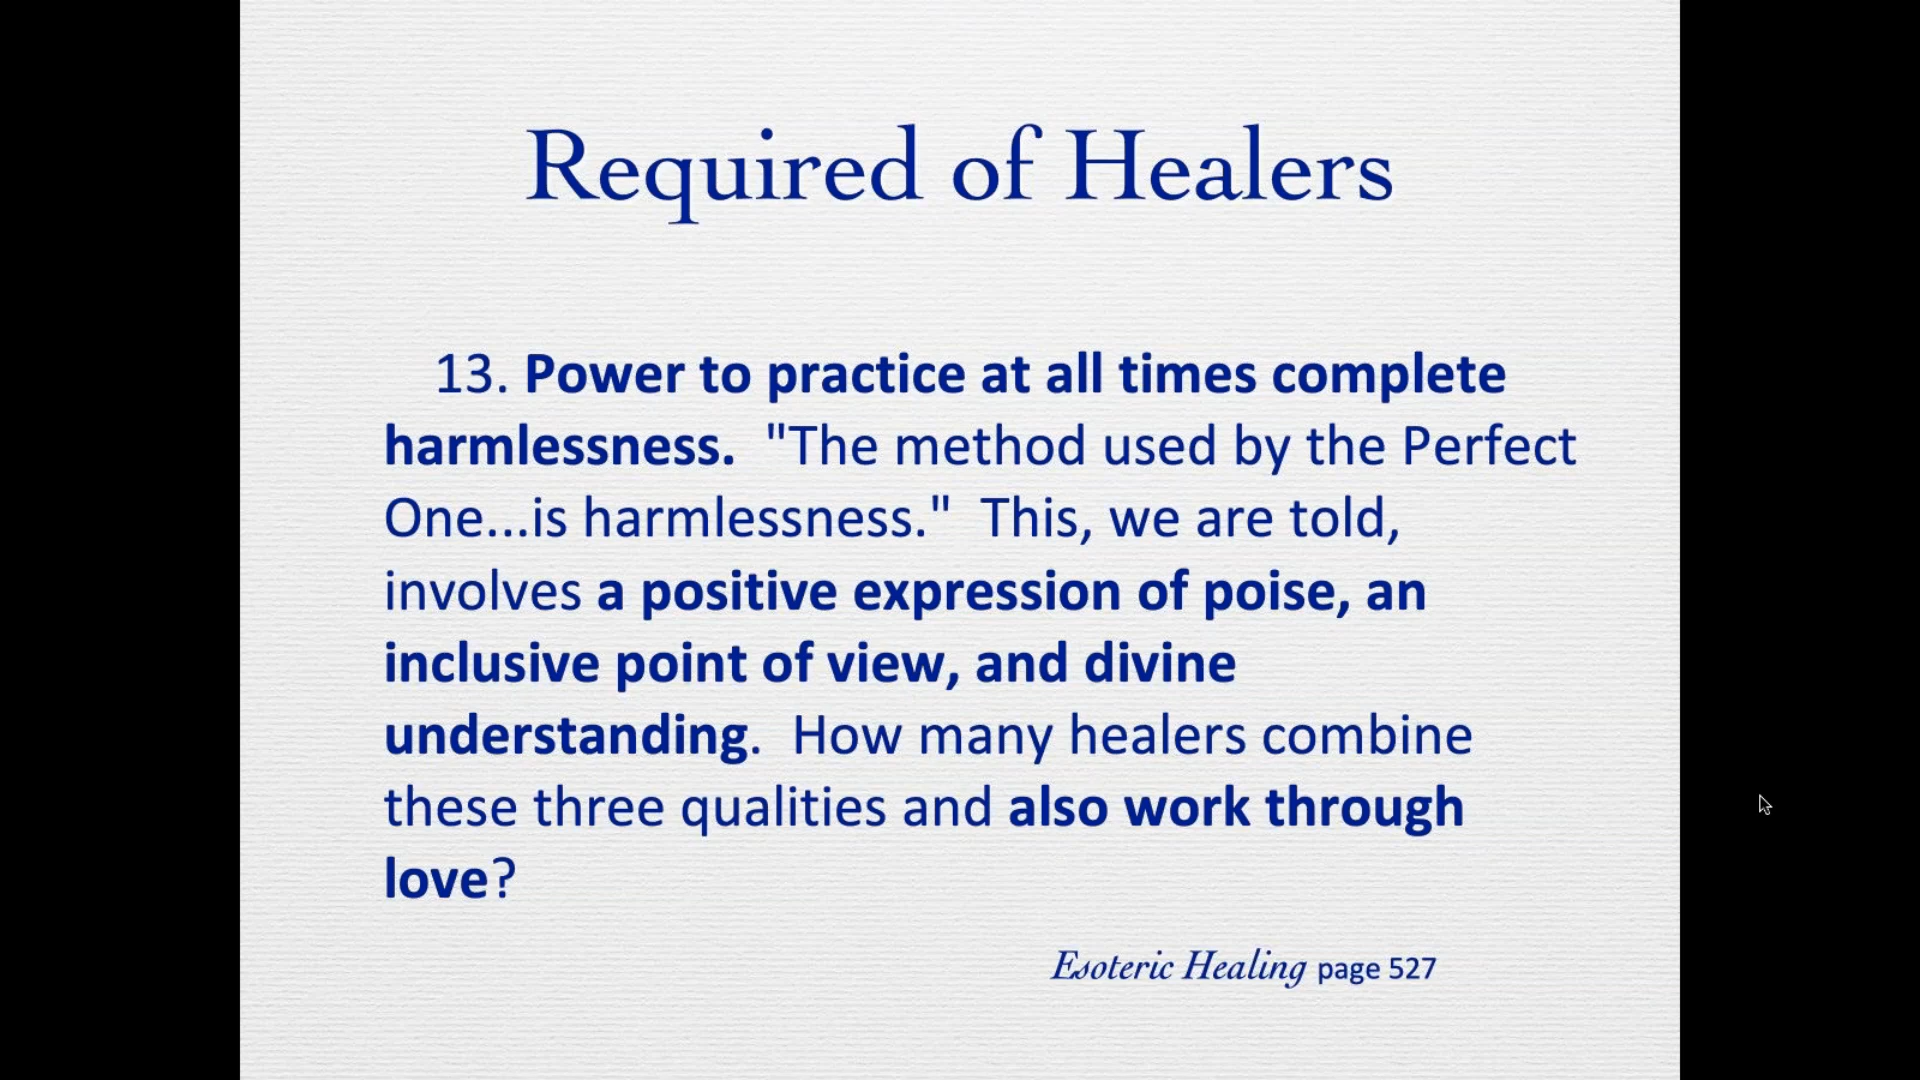 Required of Healers
13. Power to practice at all times complete
harmlessness.  "The method used by the Perfect
One...is harmlessness."  This, we are told,
involves a positive expression of poise, an
inclusive point of view, and divine
understanding.  How many healers combine
these three qualities and also work through
love?
Esoteric Healing page 527